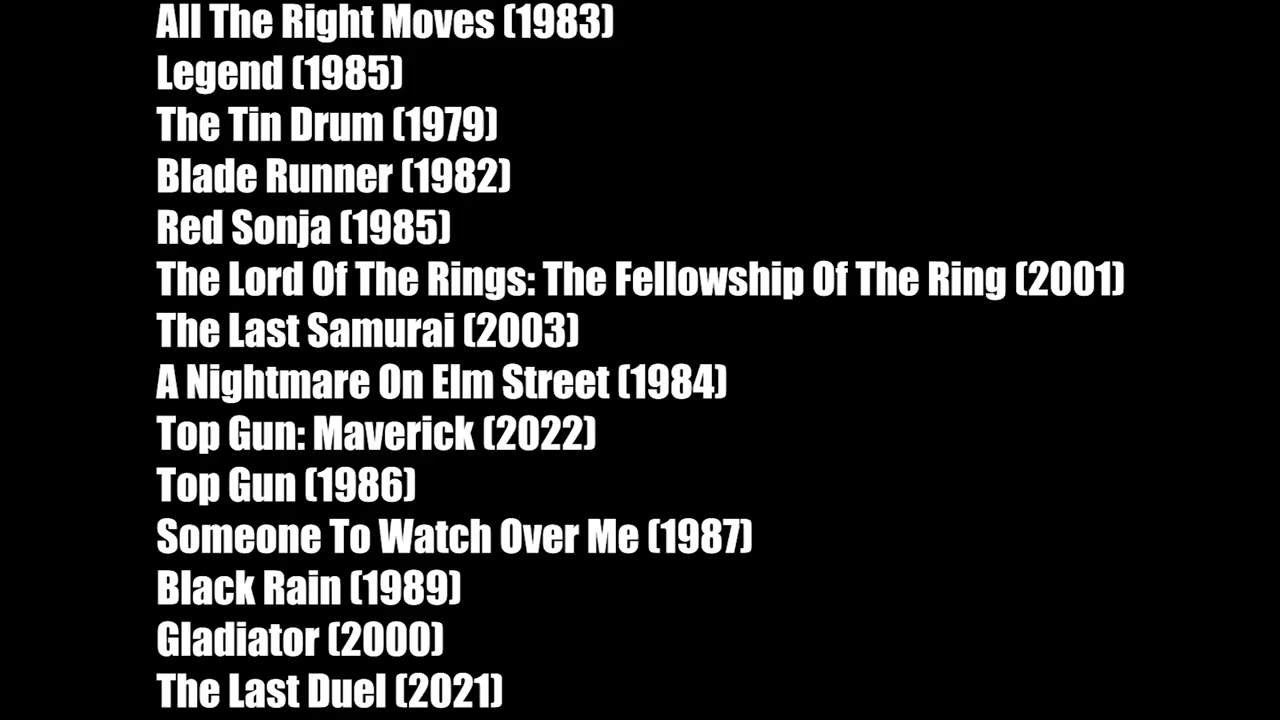 All The Right Moves (1983)
Legend (1985)
The Tin Drum (1979)
Blade Runner (1982)
Red Sonja (1985)
The Lord Of The Rings: The Fellowship Of The Ring (2001)
The Last Samurai (2003)
A Nightmare On Elm Street (1984)
Top Gun: Maverick (2022)
Top Gun (1986)
Someone To Watch Over Me (1987)
Black Rain (1989)
Gladiator (2000)
The Last Duel (2021)